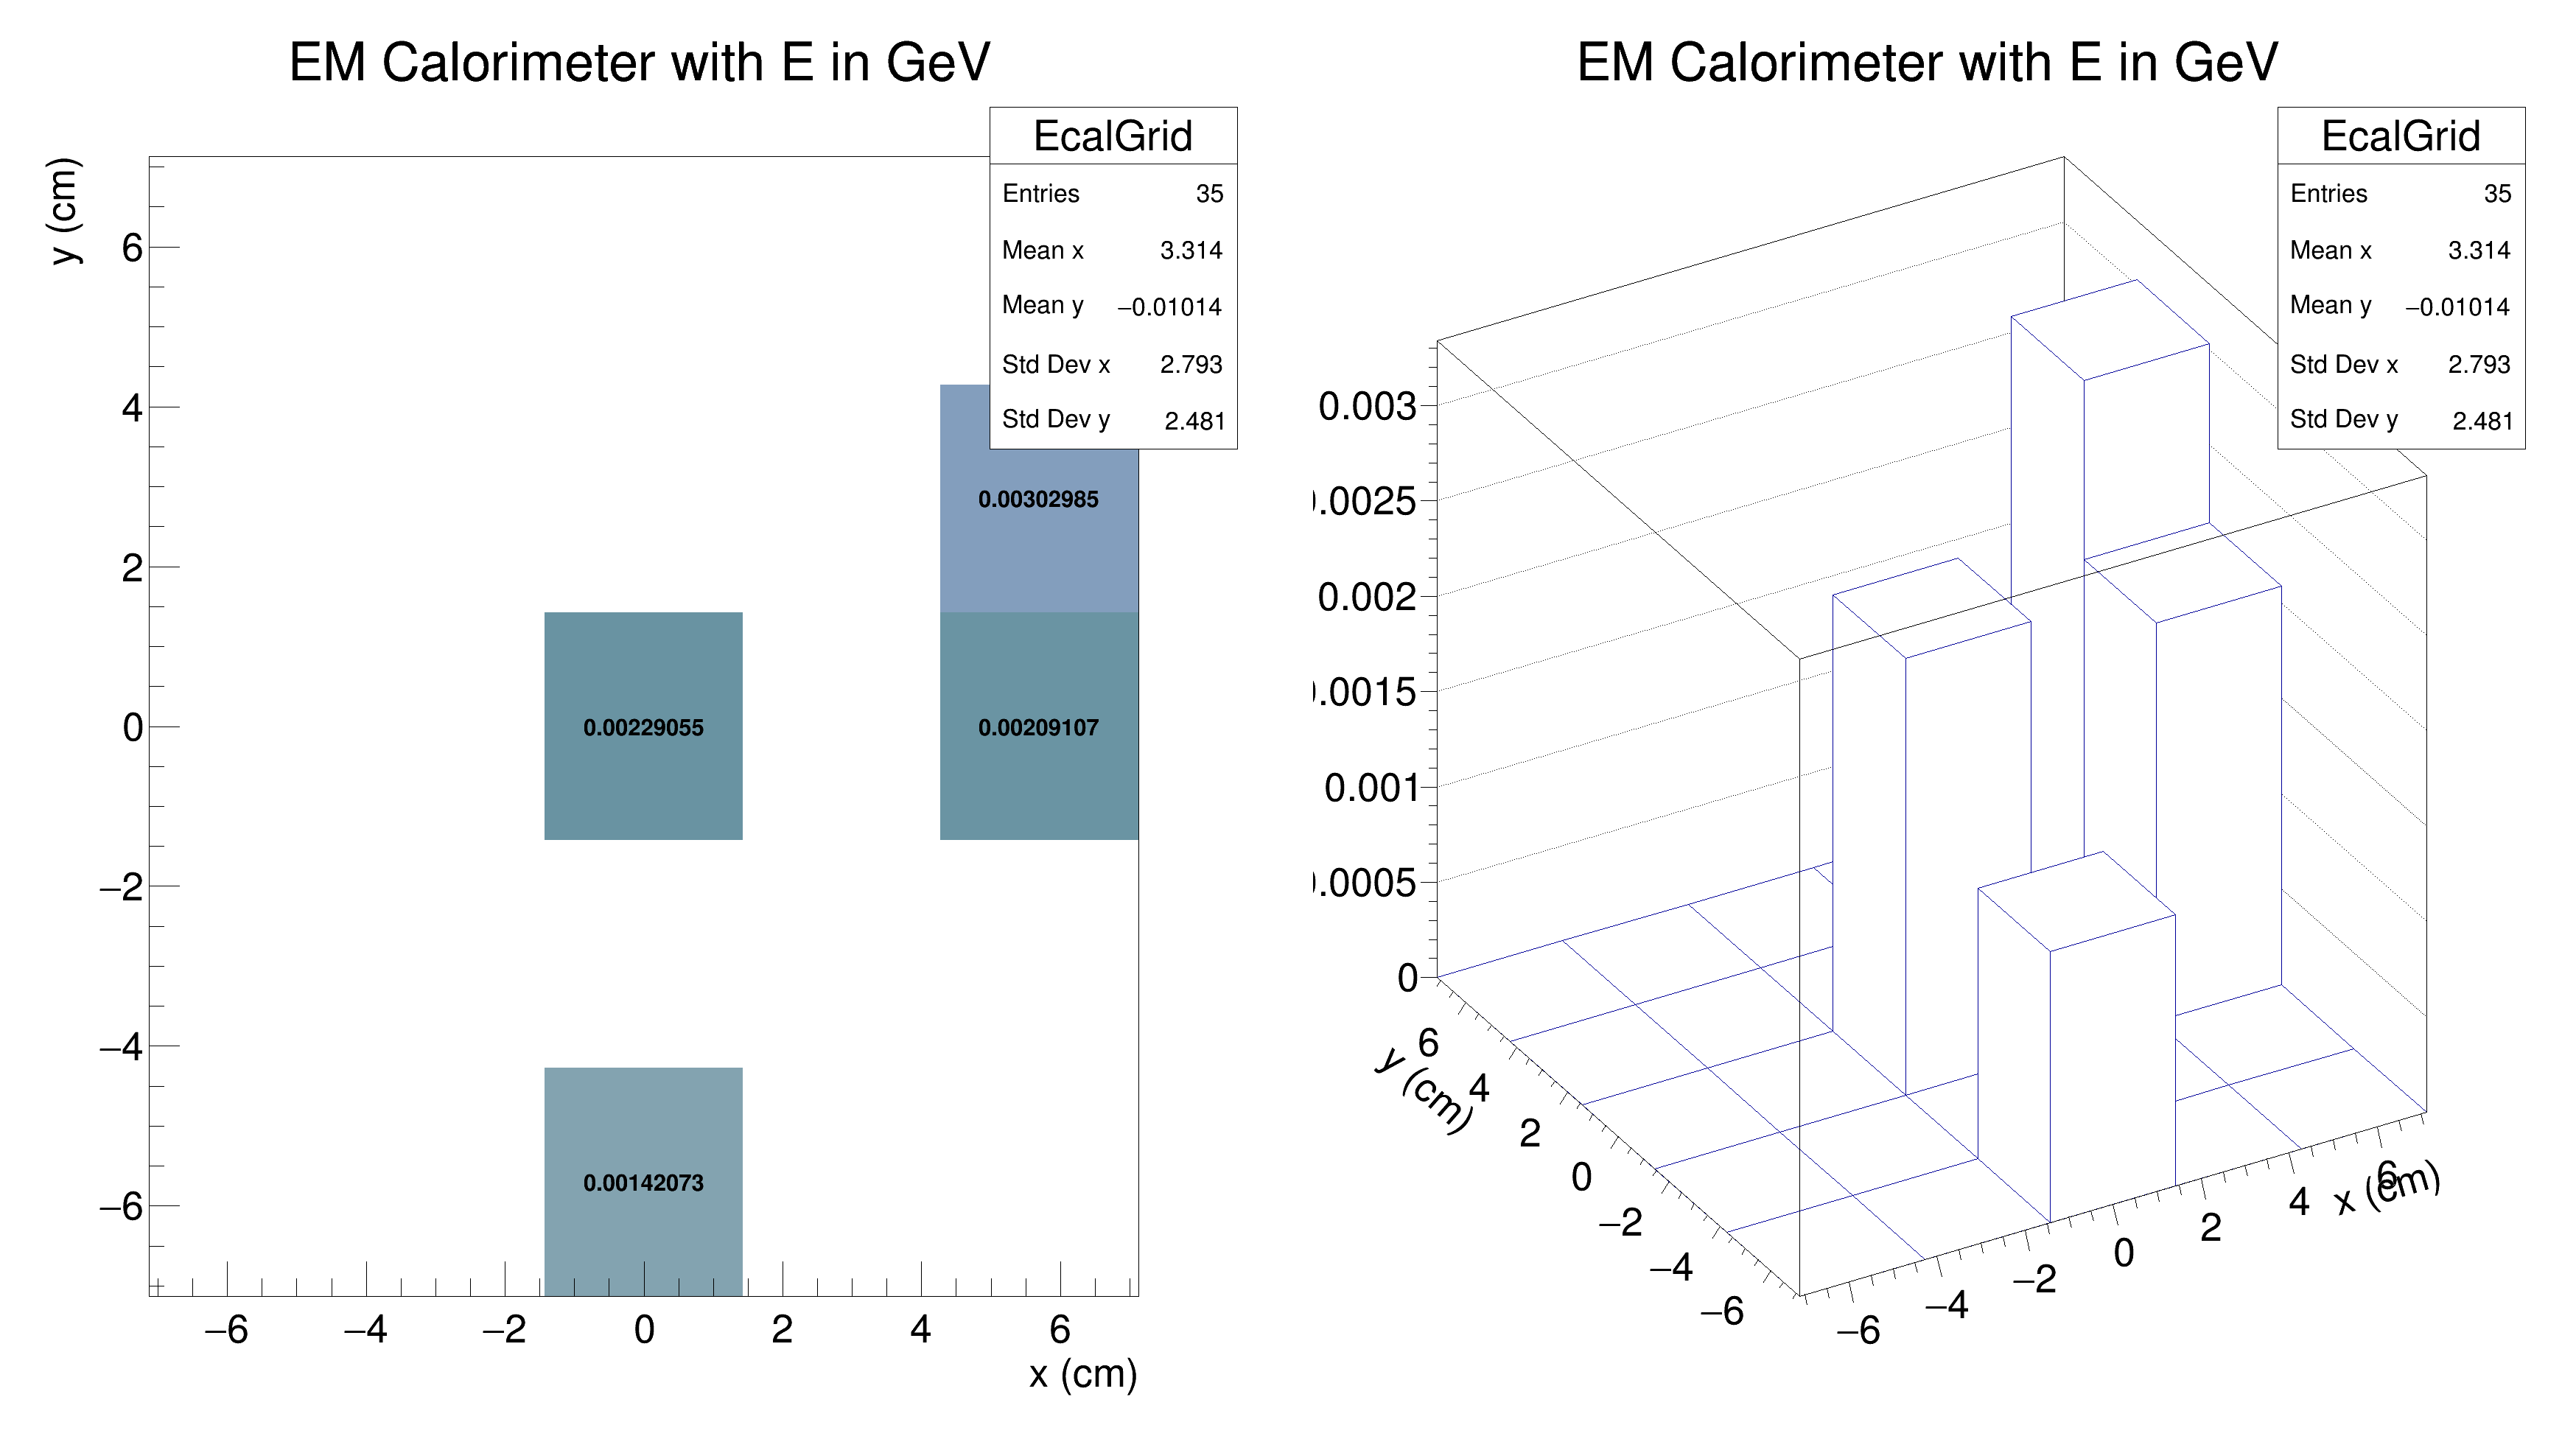 EM Calorimeter with E in GeV
EcalGrid
Entries 35
Mean x 3.314
Mean y −0.01014
Std Dev x 2.793
Std Dev y 2.481
y (cm)
6
4
2
0
−2
−4
−6
0.00302985
0.00229055
0.00209107
0.00142073
−6 −4 −2 0 2 4 6
x (cm)
EM Calorimeter with E in GeV
EcalGrid
Entries 35
Mean x 3.314
Mean y −0.01014
Std Dev x 2.793
Std Dev y 2.481
0.003
.0025
0.002
.0015
0.001
.0005
0
y (cm)
6
4
2
0
−2
−4
−6
−6 −4 −2 0 2 4 6
x (cm)